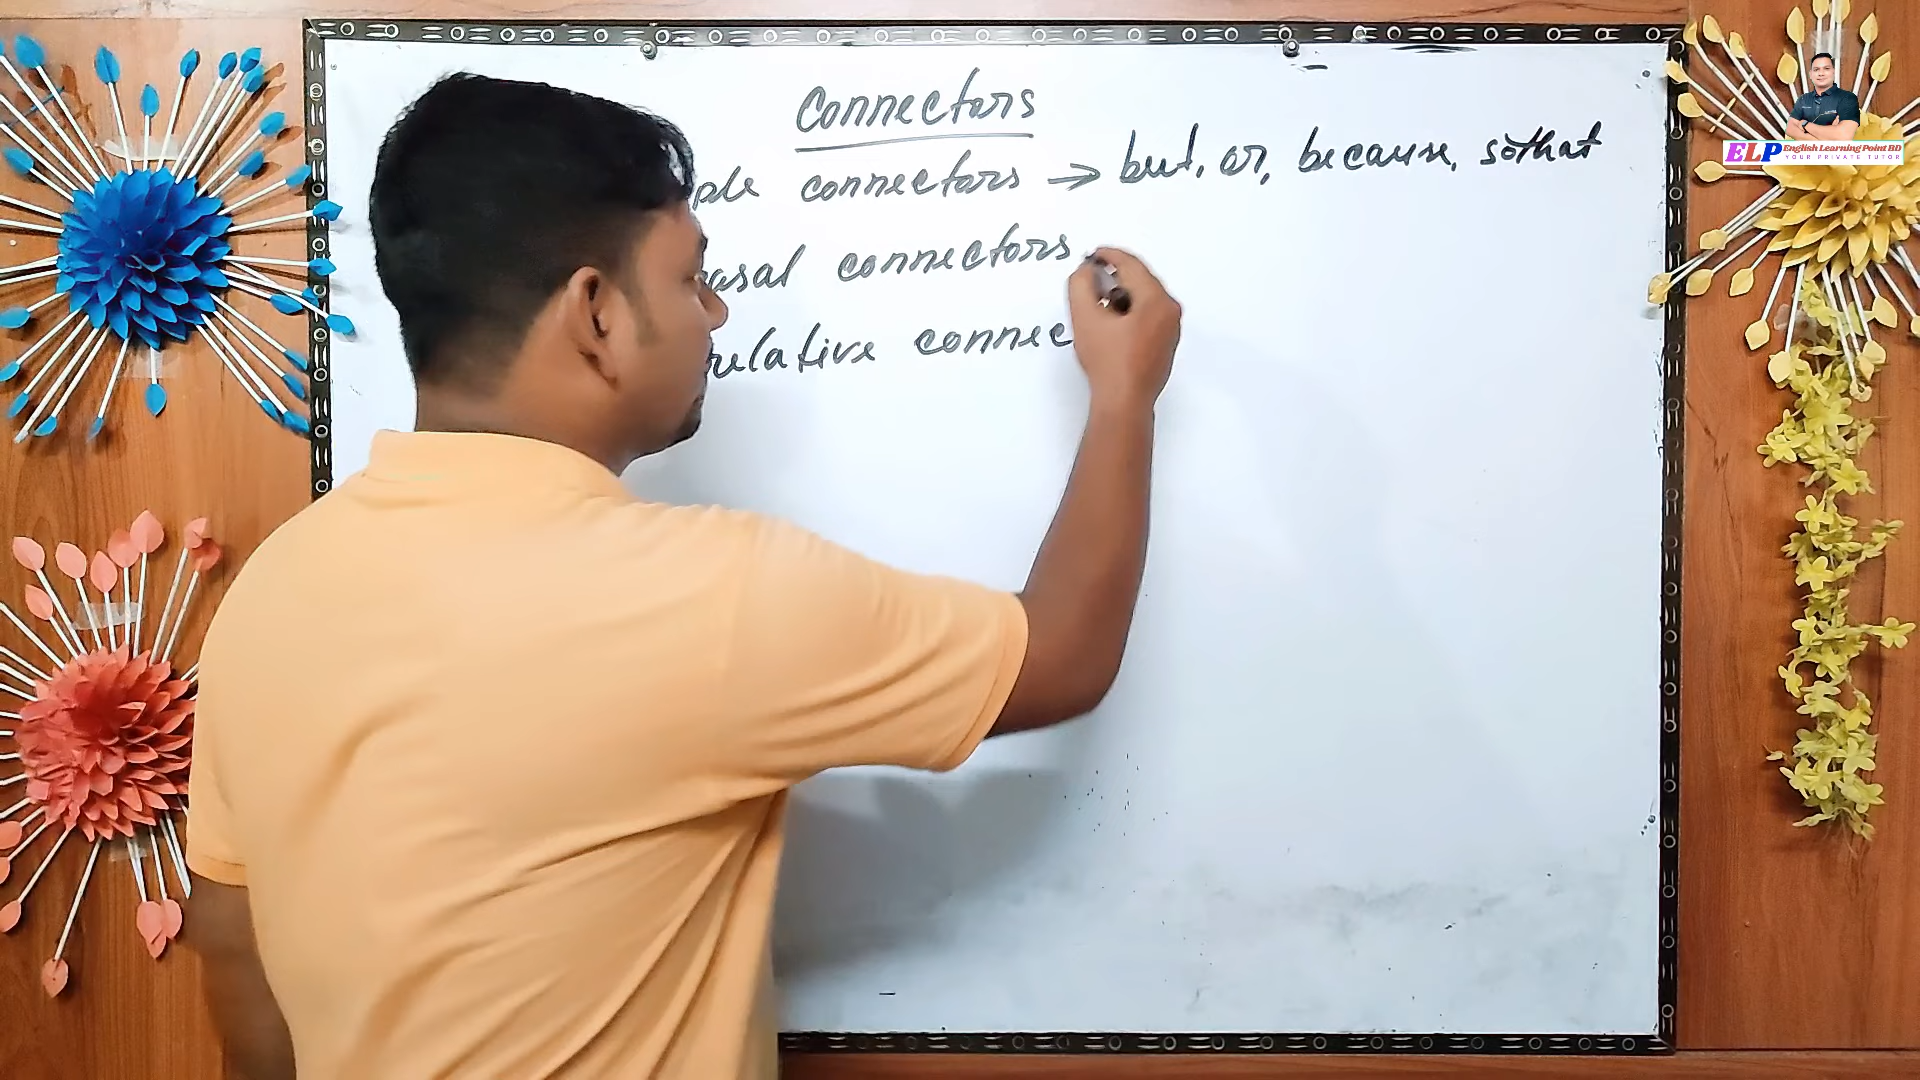 Connectors
ple connectors → but, or, because, so that
asal connectors
relative connec
ELP English Learning Point BD
YOUR PRIVATE TUTOR